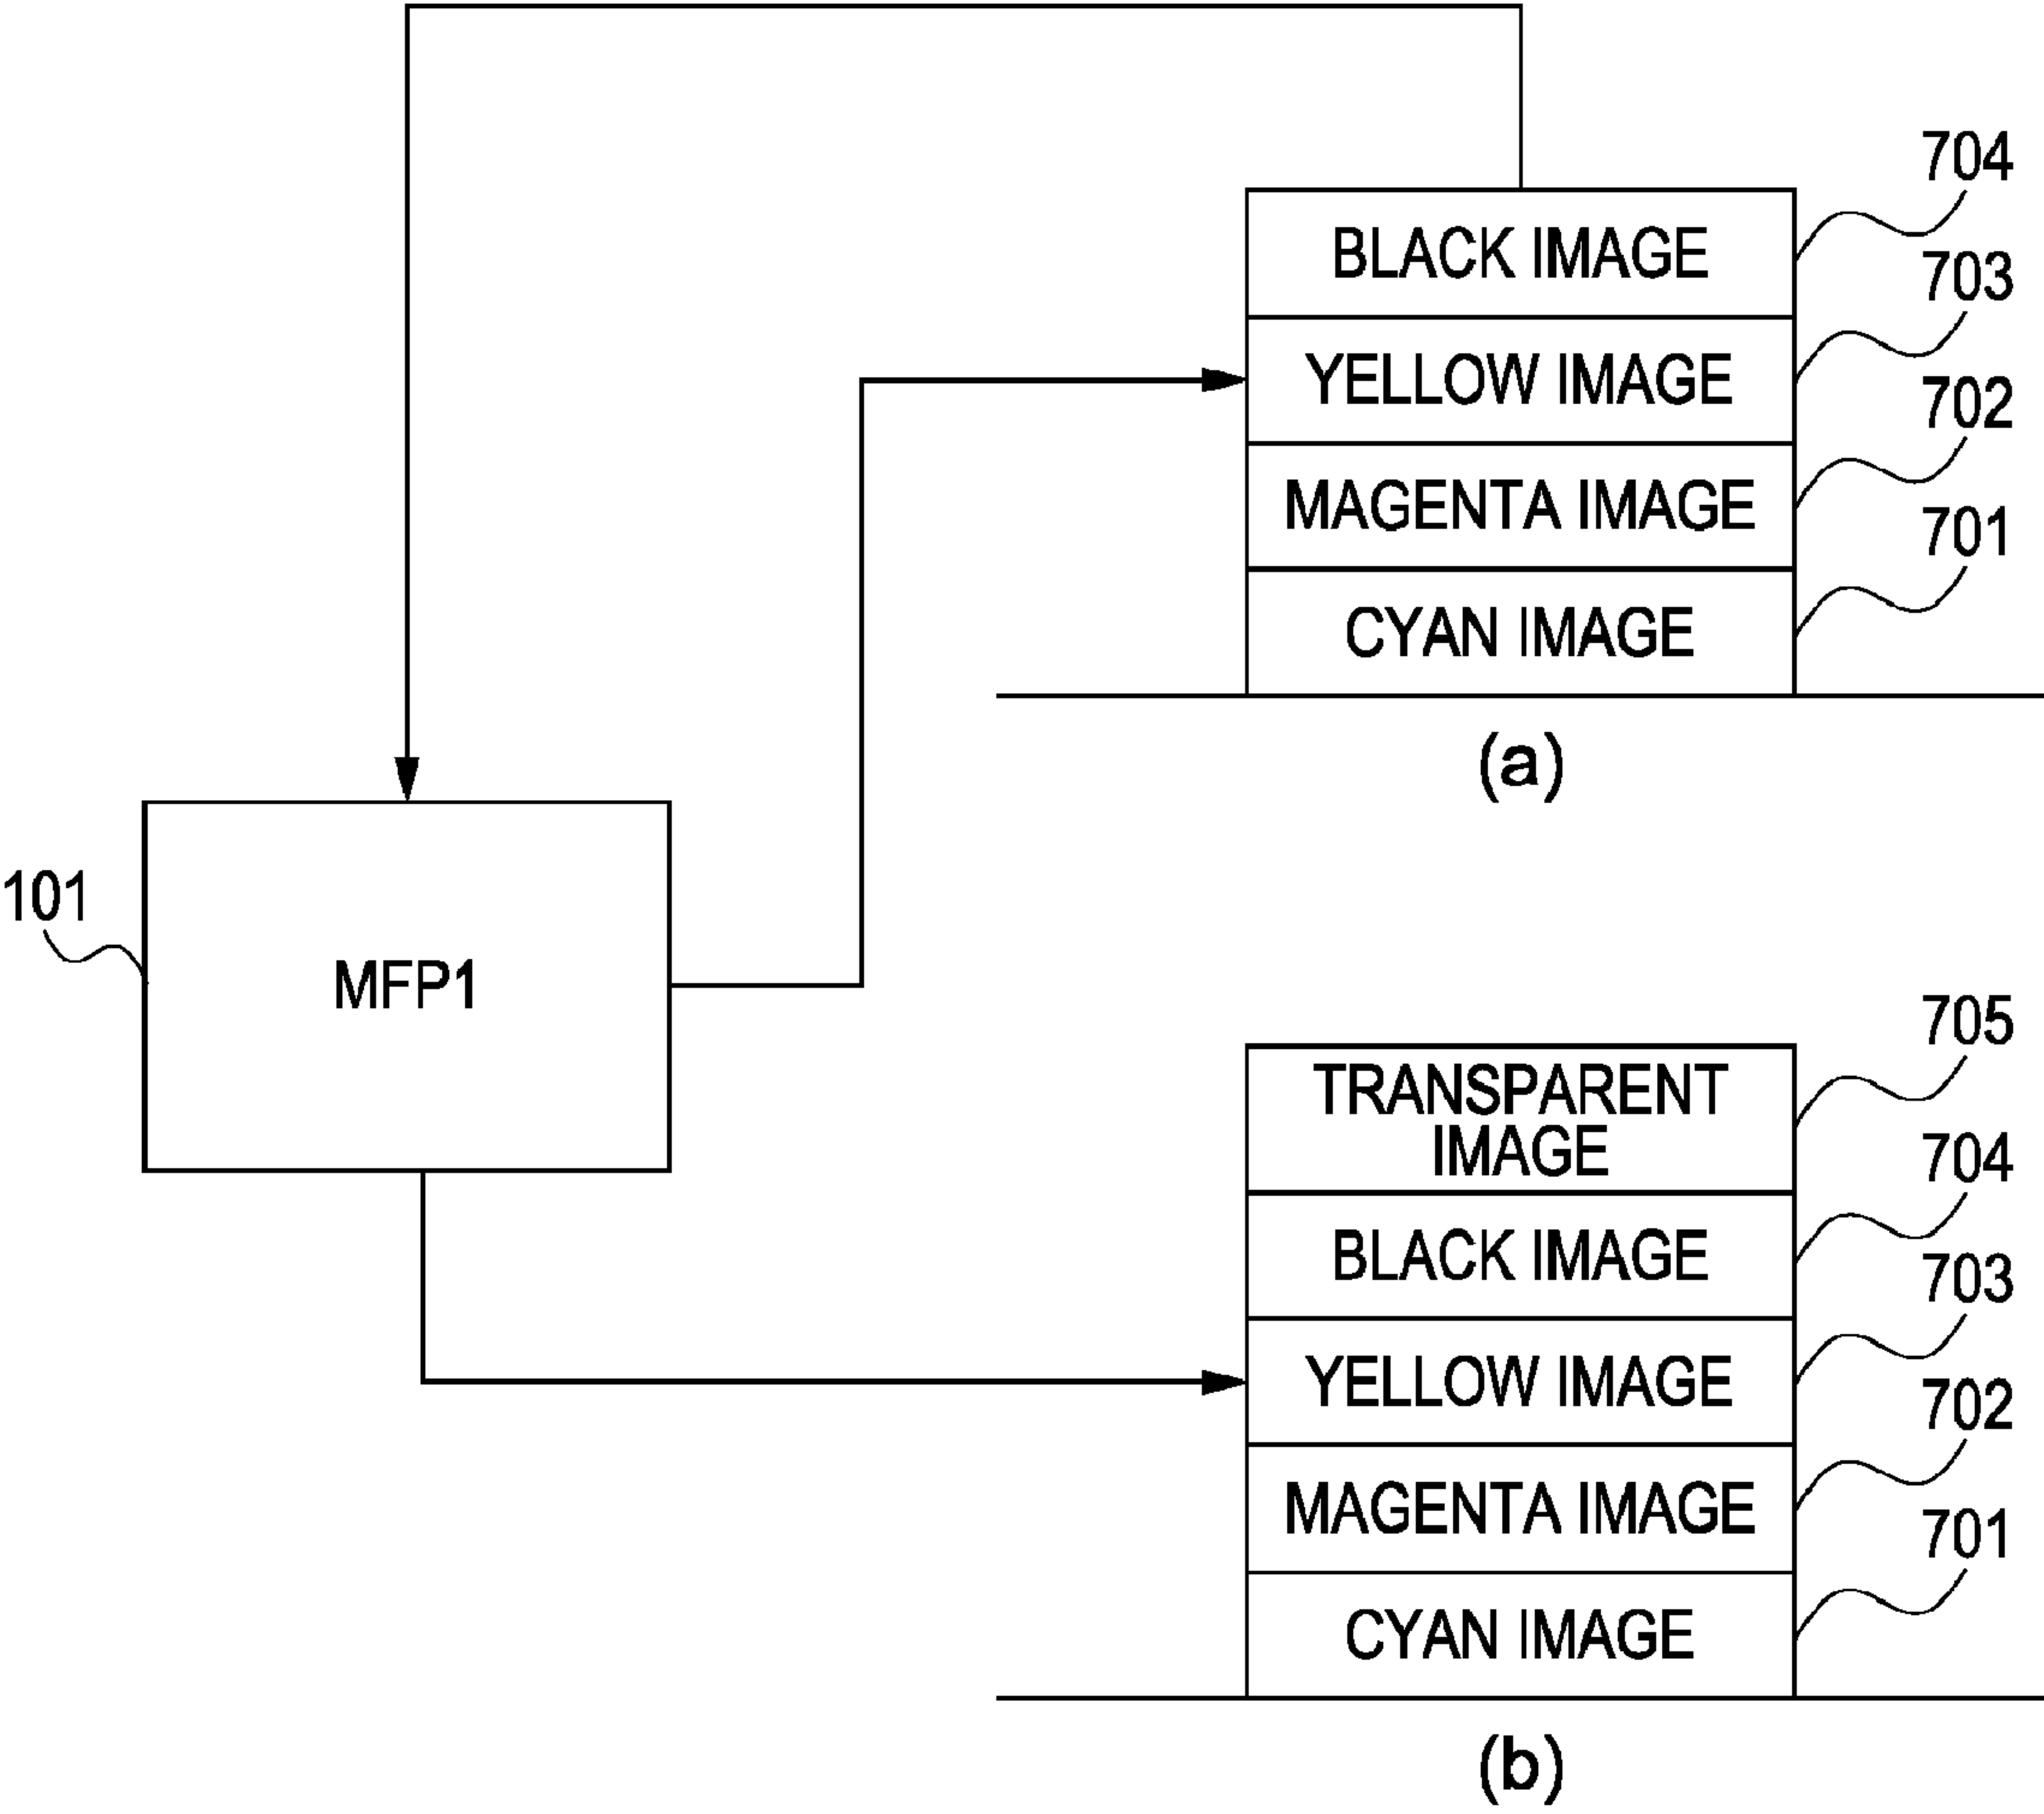 704
BLACK IMAGE
703
YELLOW IMAGE
702
MAGENTA IMAGE
701
CYAN IMAGE
(a)
101
MFP1
705
TRANSPARENT
IMAGE
704
BLACK IMAGE
703
YELLOW IMAGE
702
MAGENTA IMAGE
701
CYAN IMAGE
(b)